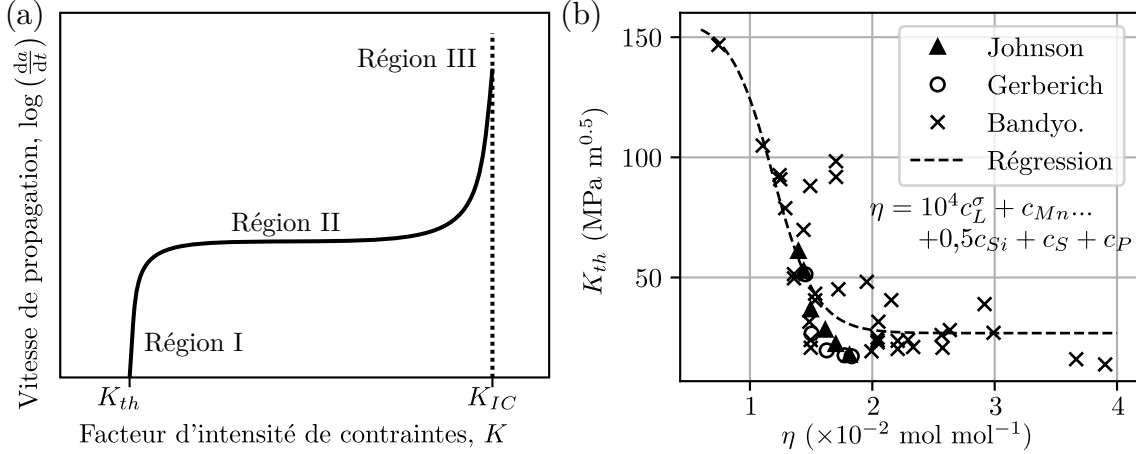 (a)
Vitesse de propagation, log (da/dt)
Région III
Région II
Région I
K_th
K_IC
Facteur d'intensité de contraintes, K
(b)
K_th (MPa m^0.5)
150
100
50
Johnson
Gerberich
Bandyo.
Régression
η = 10^4 c_L^σ + c_Mn...
+0,5c_Si + c_S + c_P
1
2
3
4
η (×10^−2 mol mol^−1)